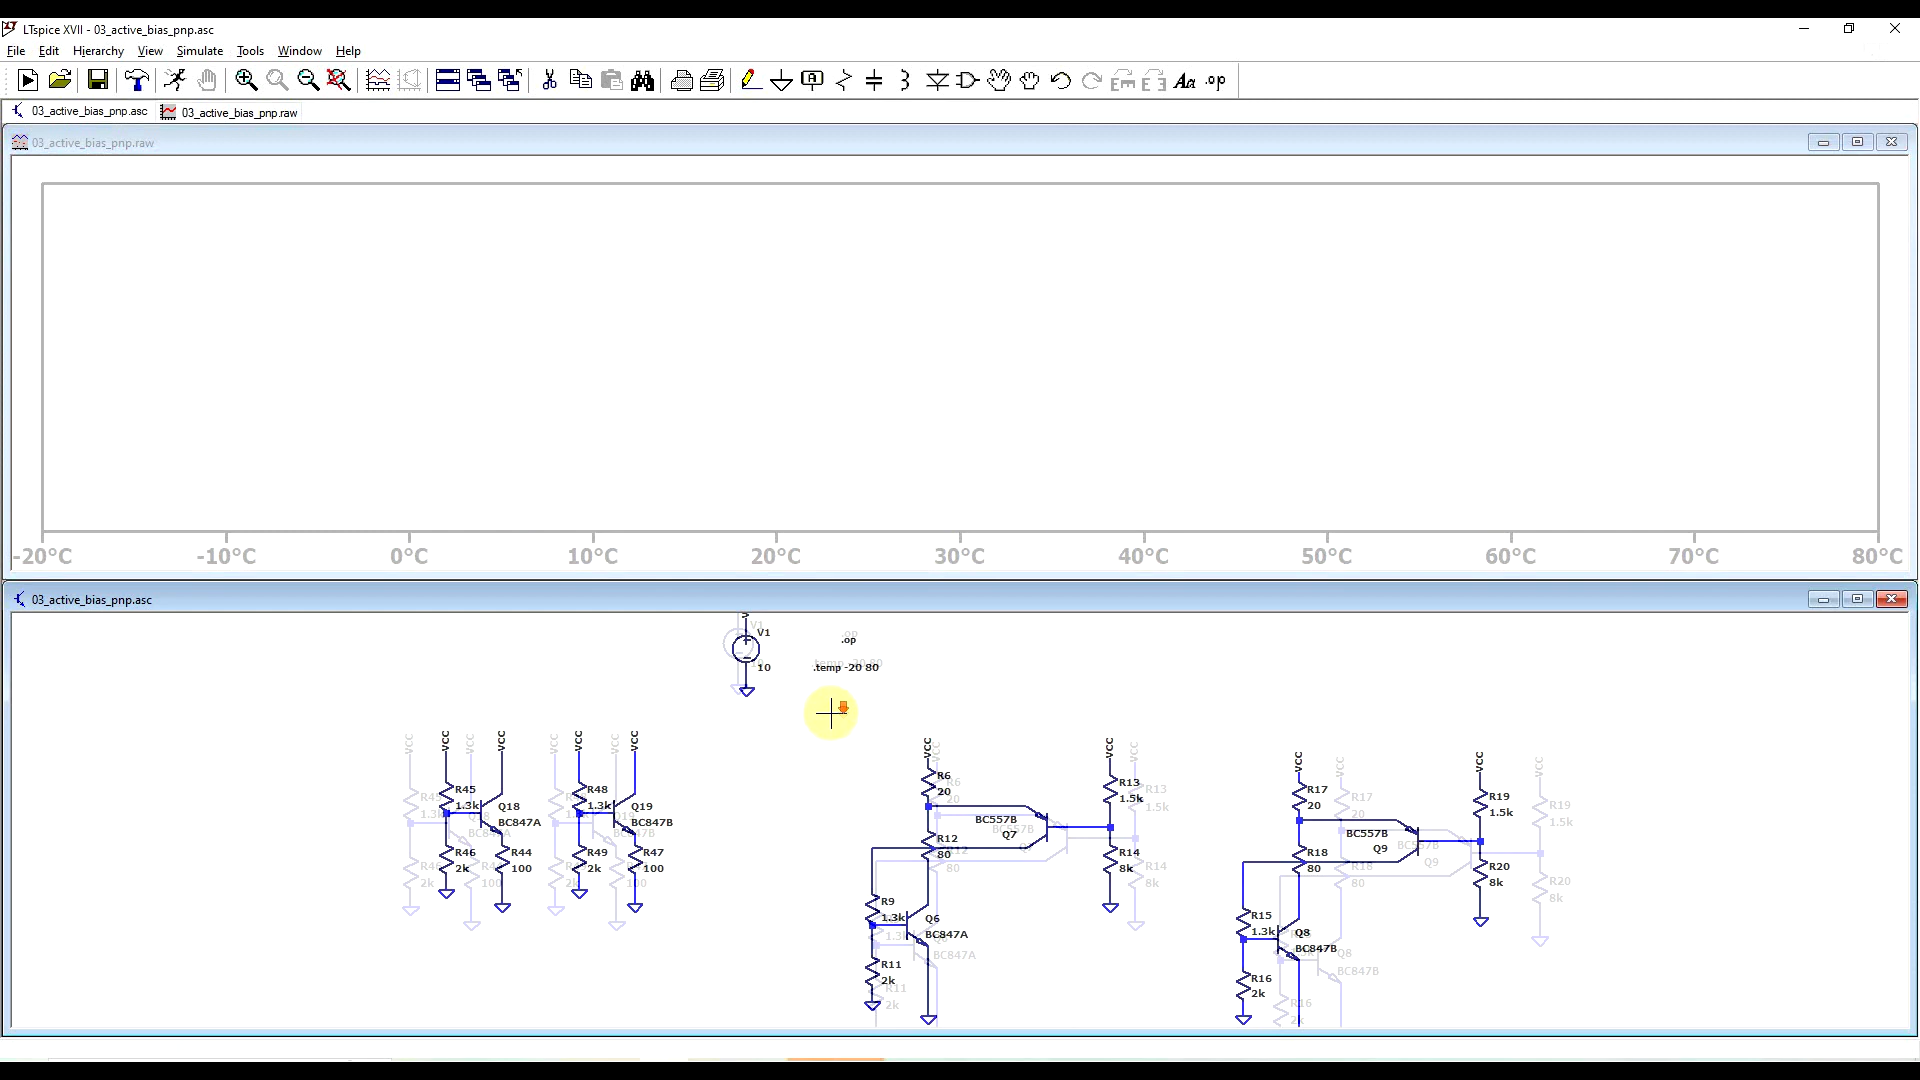 LTspice XVII - 03_active_bias_pnp.asc
File Edit Hierarchy View Simulate Tools Window Help
Aa .op
03_active_bias_pnp.asc 03_active_bias_pnp.raw
03_active_bias_pnp.raw
-20°C -10°C 0°C 10°C 20°C 30°C 40°C 50°C 60°C 70°C 80°C
03_active_bias_pnp.asc
V1
10
.op
.temp -20 80
VCC VCC VCC VCC
R45
1.3k
Q18
BC847A
R46
2k
R44
100
R48
1.3k
Q19
BC847B
R49
2k
R47
100
VCC VCC
R6
20
R12
80
BC557B
Q7
R13
1.5k
R14
8k
R9
1.3k
Q6
BC847A
R11
2k
VCC VCC
R17
20
R18
80
BC557B
Q9
R19
1.5k
R20
8k
R15
1.3k
Q8
BC847B
R16
2k